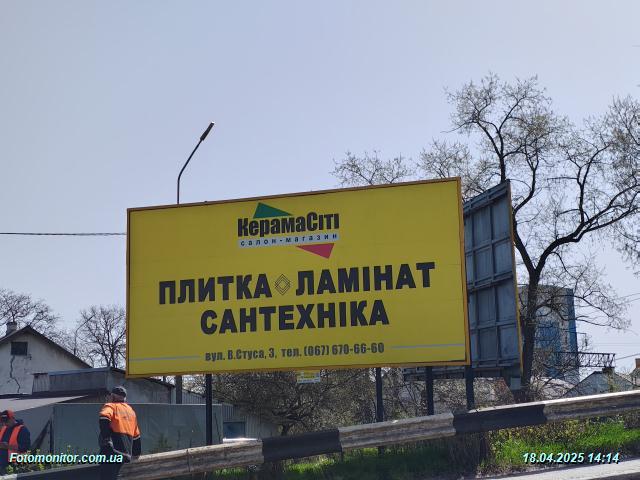 КерамаСіті
салон-магазин
ПЛИТКА ЛАМІНАТ
САНТЕХНІКА
вул. В.Стуса, 3, тел. (067) 670-66-60
Fotomonitor.com.ua
18.04.2025 14:14